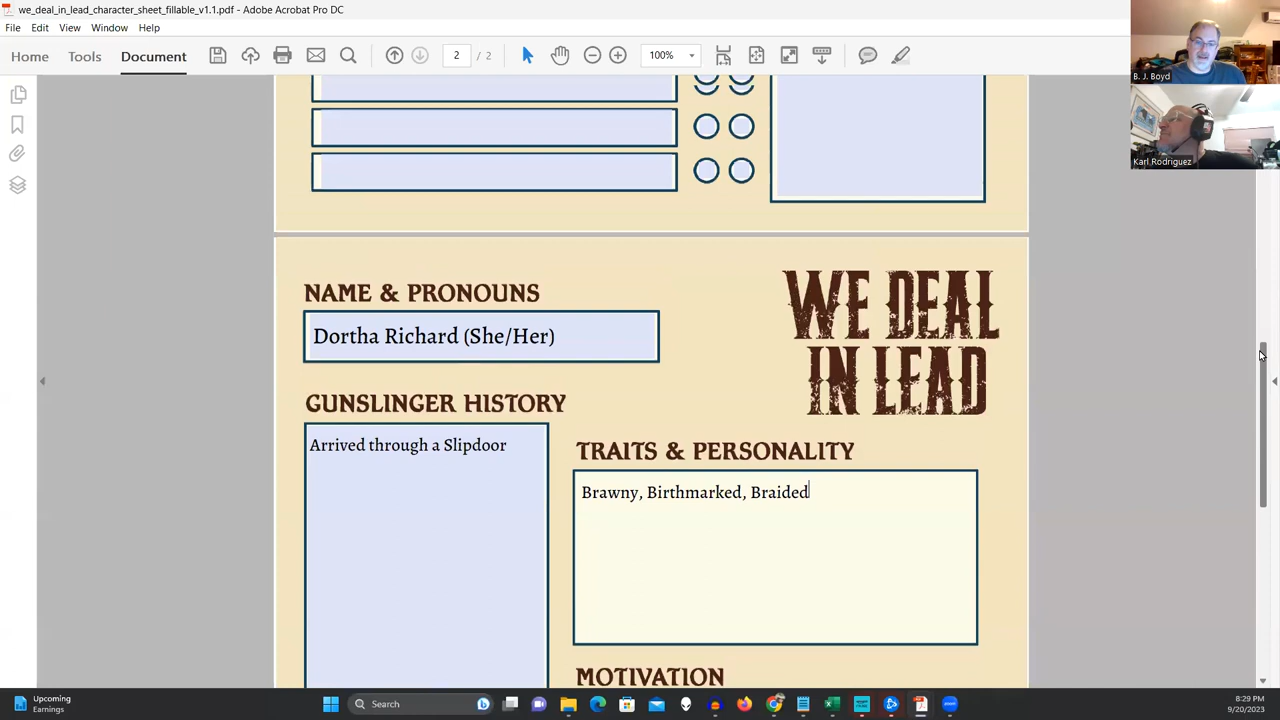 we_deal_in_lead_character_sheet_fillable_v1.1.pdf - Adobe Acrobat Pro DC
File Edit View Window Help
Home Tools Document 2 / 2 100%
B. J. Boyd
Karl Rodriguez
NAME & PRONOUNS
Dortha Richard (She/Her)
WE DEAL
IN LEAD
GUNSLINGER HISTORY
Arrived through a Slipdoor
TRAITS & PERSONALITY
Brawny, Birthmarked, Braided
MOTIVATION
Upcoming
Earnings
Search
8:29 PM
9/20/2023